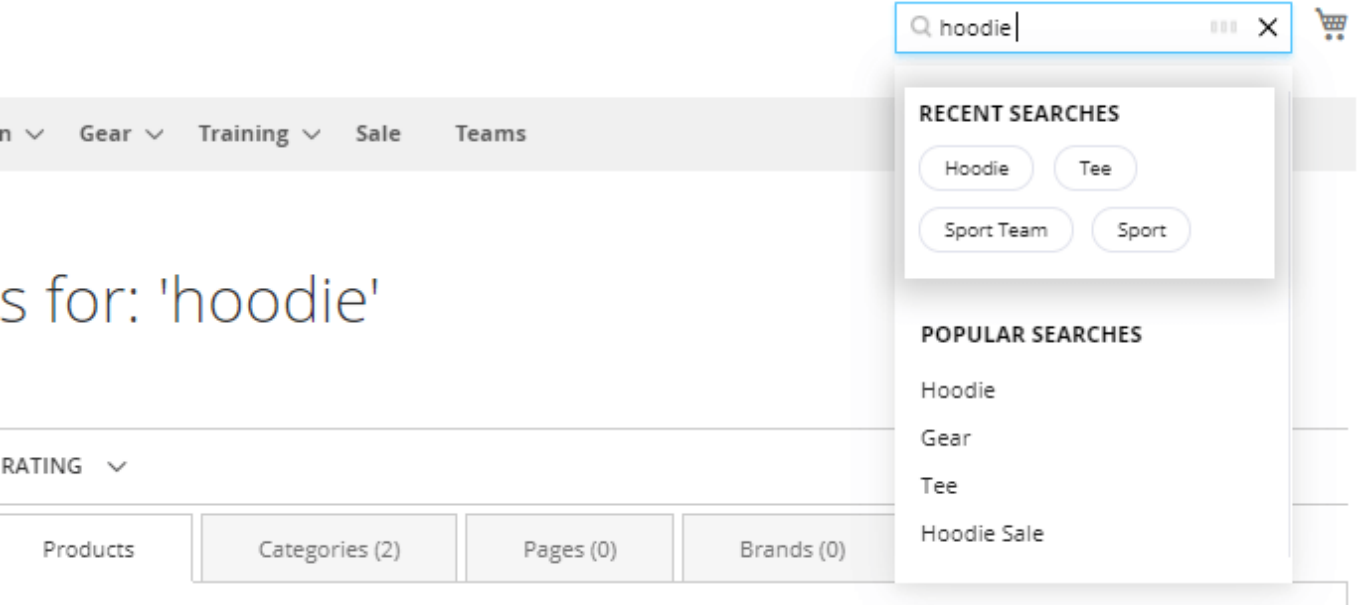 hoodie
n Gear Training Sale Teams
RECENT SEARCHES
Hoodie Tee
Sport Team Sport
s for: 'hoodie'
POPULAR SEARCHES
Hoodie
Gear
Tee
Hoodie Sale
RATING
Products Categories (2) Pages (0) Brands (0)